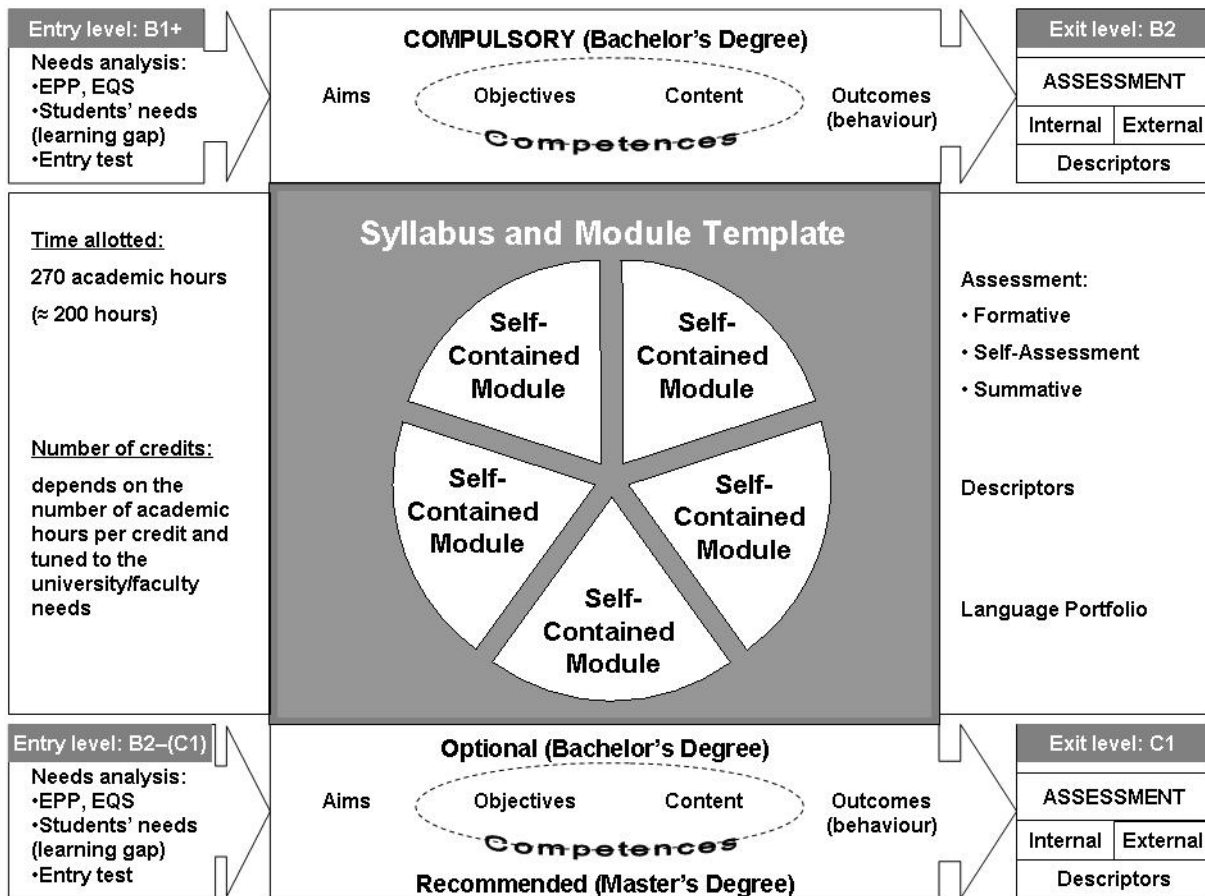 Entry level: B1+
Needs analysis:
•EPP, EQS
•Students' needs
(learning gap)
•Entry test
COMPULSORY (Bachelor's Degree)
Aims
Objectives
Content
Outcomes
(behaviour)
Competences
Exit level: B2
ASSESSMENT
Internal
External
Descriptors
Time allotted:
270 academic hours
(≈ 200 hours)
Number of credits:
depends on the
number of academic
hours per credit and
tuned to the
university/faculty
needs
Syllabus and Module Template
Self-
Contained
Module
Self-
Contained
Module
Self-
Contained
Module
Self-
Contained
Module
Self-
Contained
Module
Assessment:
• Formative
• Self-Assessment
• Summative
Descriptors
Language Portfolio
Entry level: B2–(C1)
Needs analysis:
•EPP, EQS
•Students' needs
(learning gap)
•Entry test
Optional (Bachelor's Degree)
Aims
Objectives
Content
Outcomes
(behaviour)
Competences
Recommended (Master's Degree)
Exit level: C1
ASSESSMENT
Internal
External
Descriptors